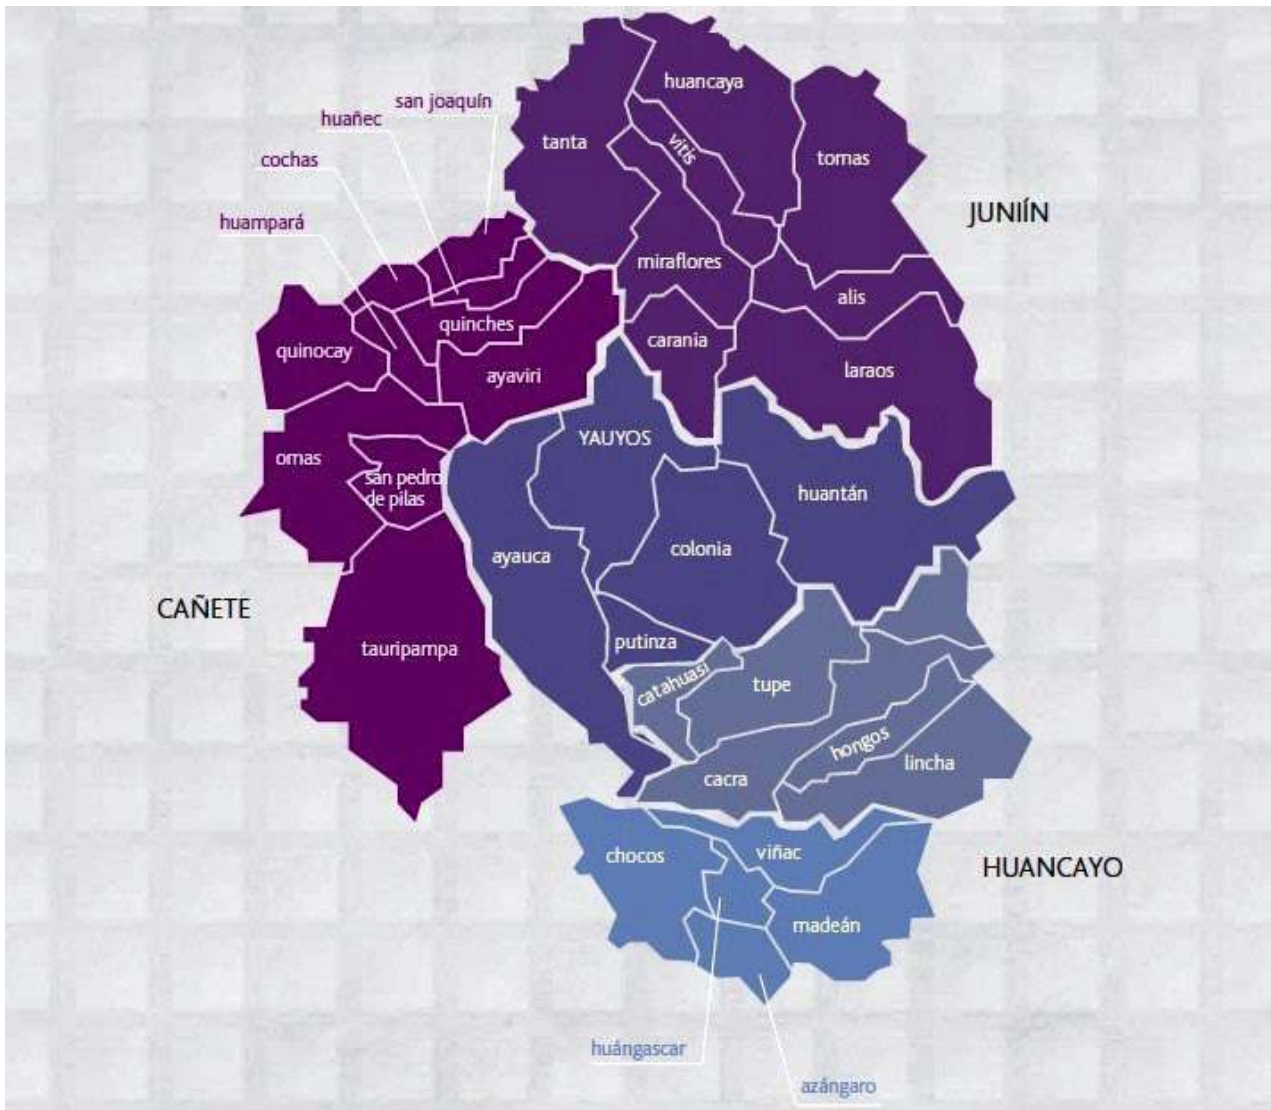 huancaya
san joaquín
huañec
tanta
vitis
tomas
cochas
huampará
JUNIÍN
miraflores
alis
quinches
carania
quinocay
ayaviri
laraos
YAUYOS
omas
san pedro
de pilas
huantán
ayauca
colonia
CAÑETE
putinza
tauripampa
catahuasi
tupe
hongos
lincha
cacra
chocos
viñac
HUANCAYO
madeán
huángascar
azángaro